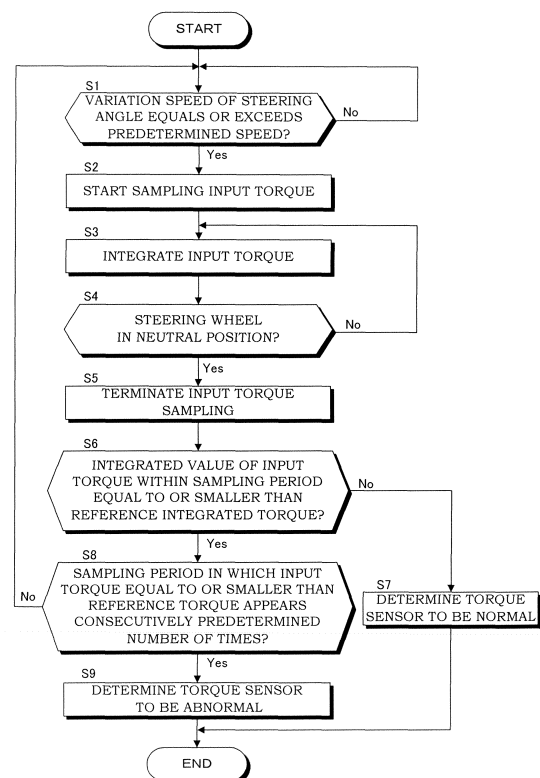 START
S1
VARIATION SPEED OF STEERING
ANGLE EQUALS OR EXCEEDS
PREDETERMINED SPEED?
No
Yes
S2
START SAMPLING INPUT TORQUE
S3
INTEGRATE INPUT TORQUE
S4
STEERING WHEEL
IN NEUTRAL POSITION?
No
Yes
S5
TERMINATE INPUT TORQUE
SAMPLING
S6
INTEGRATED VALUE OF INPUT
TORQUE WITHIN SAMPLING PERIOD
EQUAL TO OR SMALLER THAN
REFERENCE INTEGRATED TORQUE?
No
Yes
S8
SAMPLING PERIOD IN WHICH INPUT
TORQUE EQUAL TO OR SMALLER THAN
REFERENCE TORQUE APPEARS
CONSECUTIVELY PREDETERMINED
NUMBER OF TIMES?
No
Yes
S7
DETERMINE TORQUE
SENSOR TO BE NORMAL
S9
DETERMINE TORQUE SENSOR
TO BE ABNORMAL
END